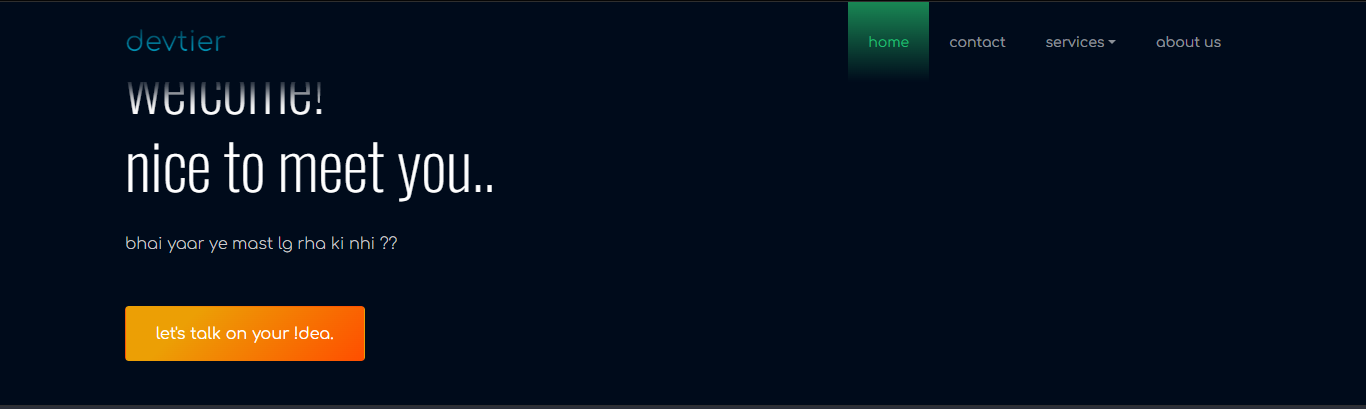 devtier
home
contact
services
about us
welcome!
nice to meet you..
bhai yaar ye mast lg rha ki nhi ??
let's talk on your !dea.